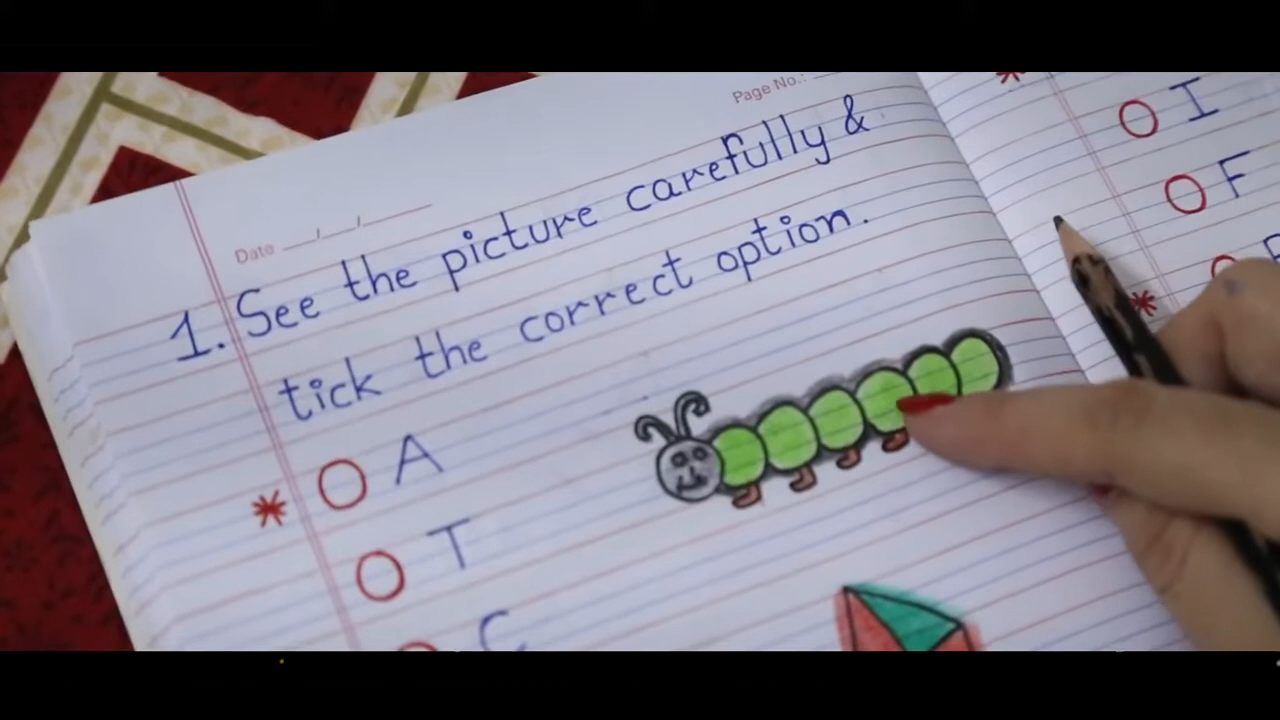 Page No.:
Date
1. See the picture carefully &
tick the correct option.
A
T
C
I
F